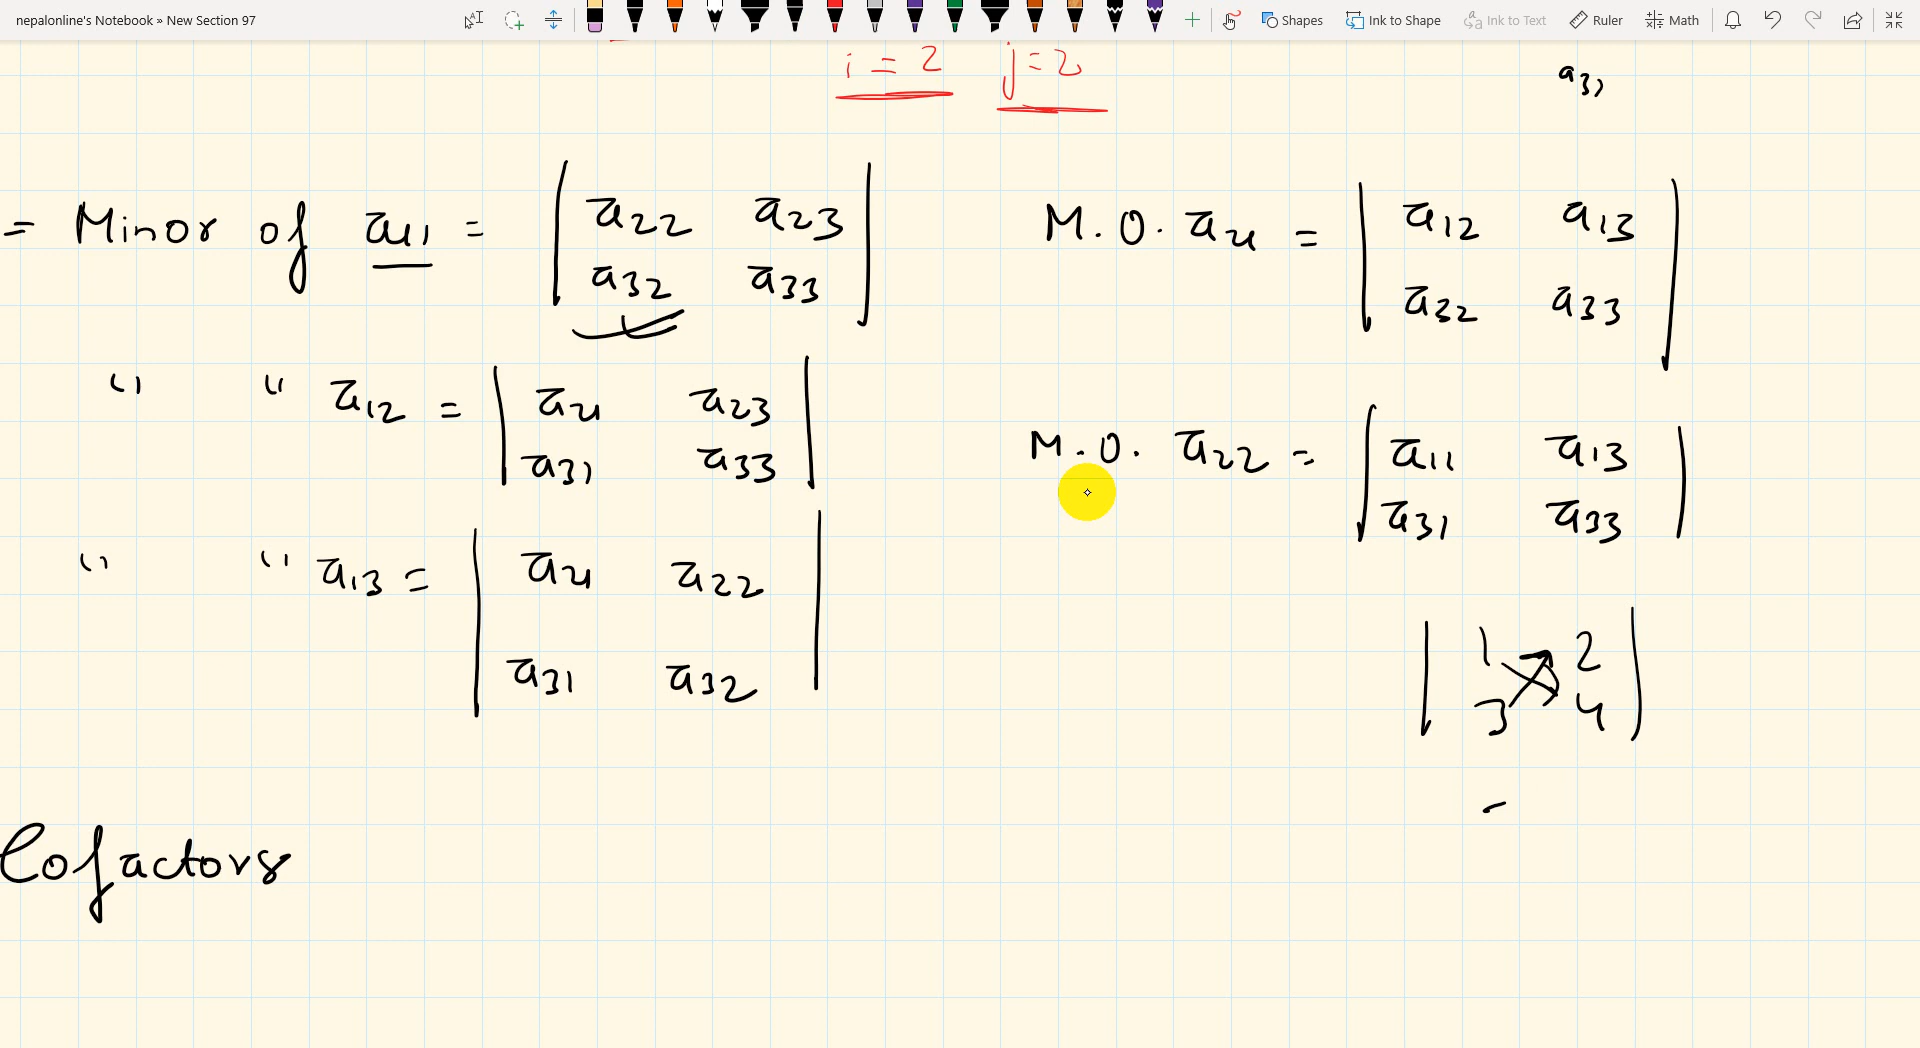 nepalonline's Notebook » New Section 97
Shapes Ink to Shape Ink to Text Ruler Math
i = 2 j = 2
a31
= Minor of a11 = | a22 a23 |
| a32 a33 |
" " a12 = | a21 a23 |
| a31 a33 |
" " a13 = | a21 a22 |
| a31 a32 |
M.O. a21 = | a12 a13 |
| a32 a33 |
M.O. a22 = | a11 a13 |
| a31 a33 |
| 1 2 |
| 3 4 |
-
Cofactors